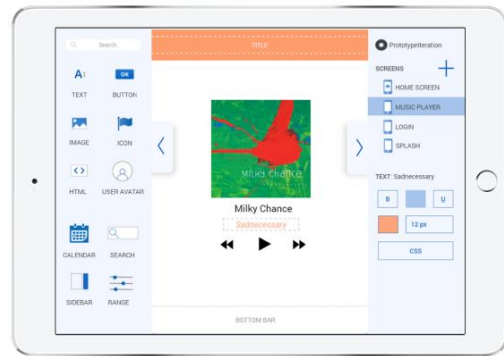 Search
A:
OK
TEXT
BUTTON
IMAGE
ICON
HTML
USER AVATAR
CALENDAR
SEARCH
SIDEBAR
RANGE
TITLE
MILKY CHANCE
Milky Chance
Sadnecessary
BOTTOM BAR
PrototypeIteration
SCREENS
HOME SCREEN
MUSIC PLAYER
LOGIN
SPLASH
TEXT: Sadnecessary
B
U
12 px
CSS